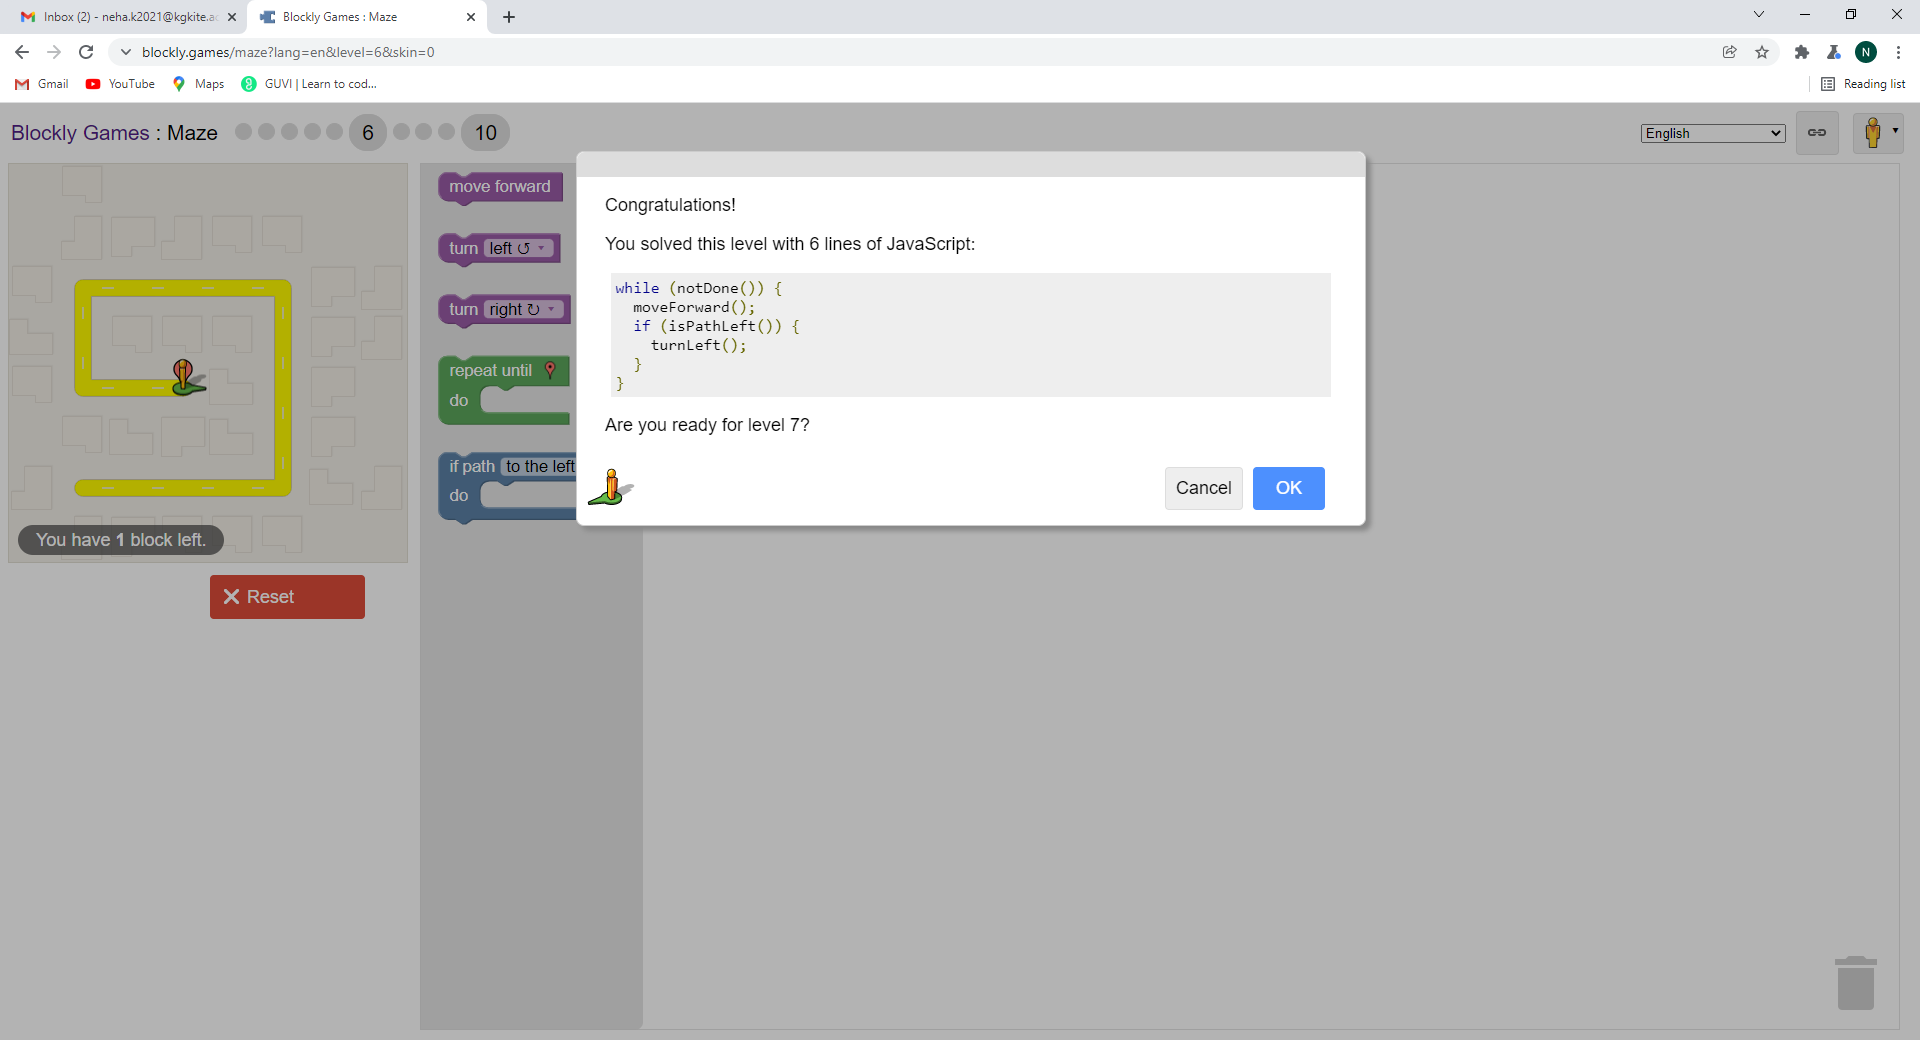 Inbox (2) - neha.k2021@kgkite.ac
Blockly Games : Maze
blockly.games/maze?lang=en&level=6&skin=0
N
Gmail
YouTube
Maps
GUVI | Learn to cod...
Reading list
Blockly Games : Maze
6
10
English
move forward
turn left ↺
turn right ↻
repeat until
do
if path to the left
do
You have 1 block left.
Reset
Congratulations!
You solved this level with 6 lines of JavaScript:
while (notDone()) {
  moveForward();
  if (isPathLeft()) {
    turnLeft();
  }
}
Are you ready for level 7?
Cancel
OK